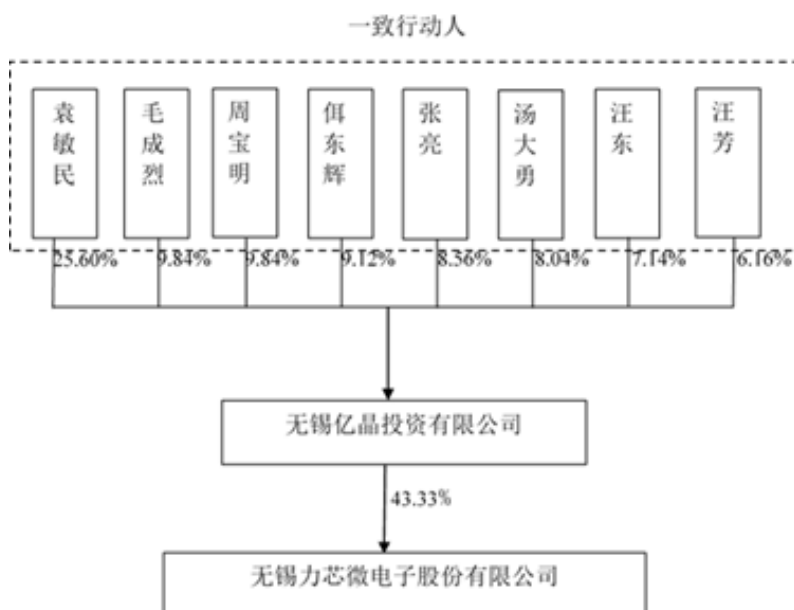 一致行动人
袁敏民
毛成烈
周宝明
佴东辉
张亮
汤大勇
汪东
汪芳
25.60%
9.84%
9.84%
9.12%
8.56%
8.04%
7.14%
6.16%
无锡亿晶投资有限公司
43.33%
无锡力芯微电子股份有限公司